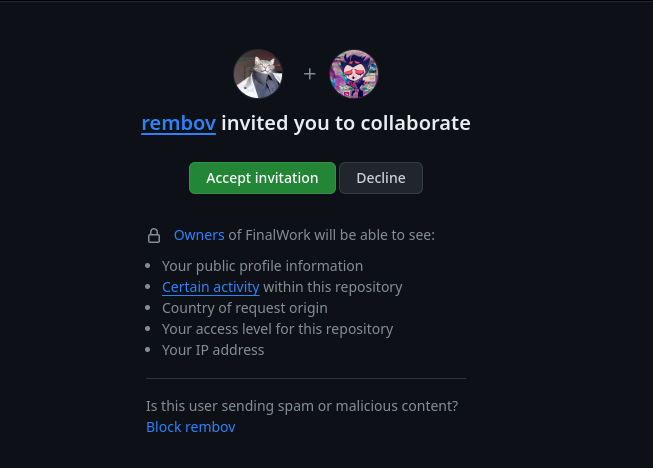 +
rembov invited you to collaborate
Accept invitation
Decline
Owners of FinalWork will be able to see:
• Your public profile information
• Certain activity within this repository
• Country of request origin
• Your access level for this repository
• Your IP address
Is this user sending spam or malicious content?
Block rembov